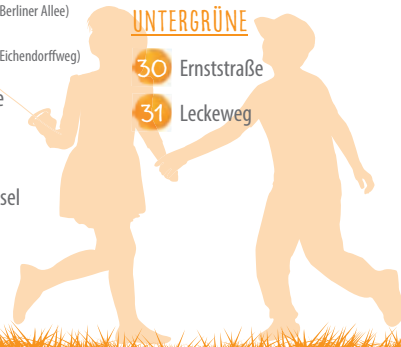 Berliner Allee)
Eichendorffweg)
e
sel
UNTERGRÜNE
30 Ernststraße
31 Leckeweg